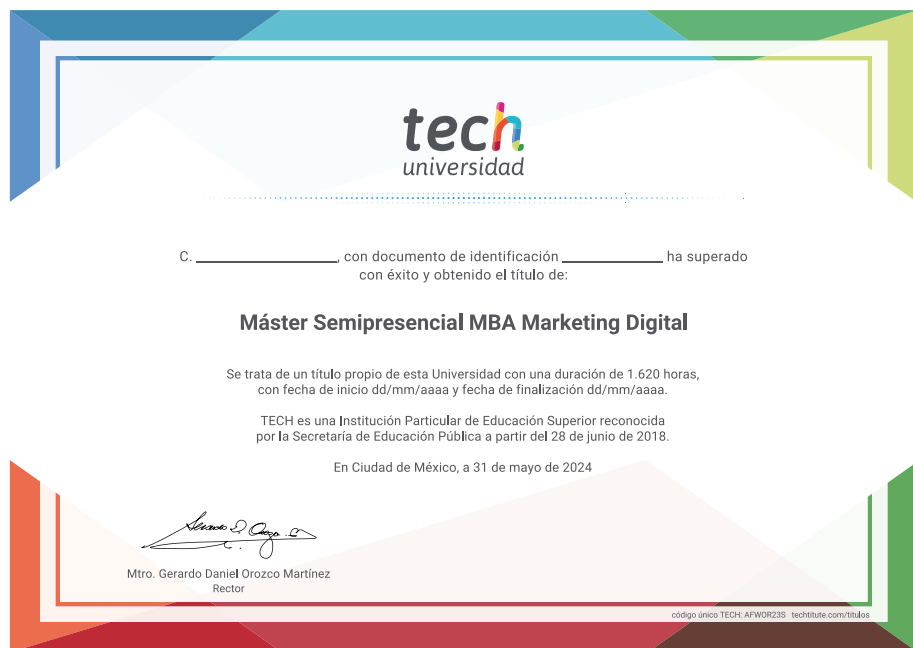 tech
universidad
C. __________________, con documento de identificación _____________ ha superado
con éxito y obtenido el título de:
Máster Semipresencial MBA Marketing Digital
Se trata de un título propio de esta Universidad con una duración de 1.620 horas,
con fecha de inicio dd/mm/aaaa y fecha de finalización dd/mm/aaaa.
TECH es una Institución Particular de Educación Superior reconocida
por la Secretaría de Educación Pública a partir del 28 de junio de 2018.
En Ciudad de México, a 31 de mayo de 2024
Mtro. Gerardo Daniel Orozco Martínez
Rector
código único TECH: AFWOR23S techtitute.com/titulos